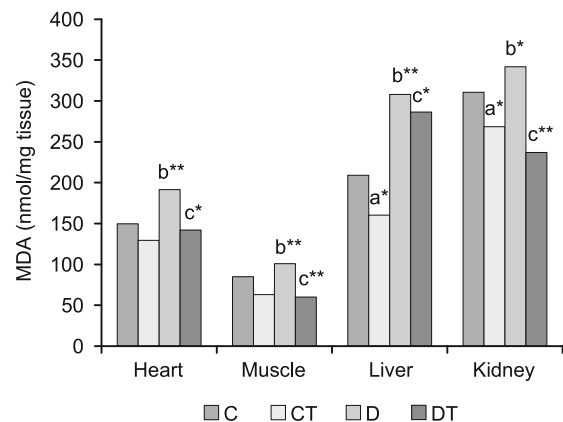 400
350
300
250
200
150
100
50
0
MDA (nmol/mg tissue)
b**
c*
b**
c**
a*
b**
c*
a*
b*
c**
Heart Muscle Liver Kidney
C CT D DT